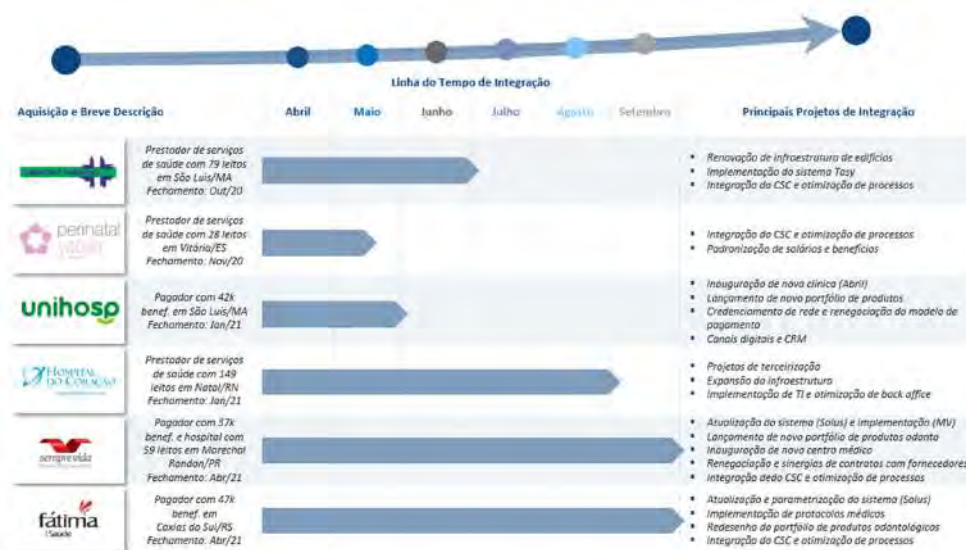 Linha do Tempo de Integração
Aquisição e Breve Descrição
Abril
Maio
Junho
Julho
Agosto
Setembro
Principais Projetos de Integração
Prestador de serviços
de saúde com 79 leitos
em São Luís/MA
Fechamento: Out/20
Renovação de infraestrutura de edifícios
Implementação do sistema Tasy
Integração do CSC e otimização de processos
perinatal
vitória
Prestador de serviços
de saúde com 28 leitos
em Vitória/ES
Fechamento: Nov/20
Integração do CSC e otimização de processos
Padronização de salários e benefícios
unihosp
Pagador com 42k
benef. em São Luís/MA
Fechamento: Jan/21
Inauguração de nova clínica (Abril)
Lançamento de novo portfólio de produtos
Credenciamento de rede e renegociação do modelo de
pagamento
Canais digitais e CRM
HOSPITAL
DO CORAÇÃO
Prestador de serviços
de saúde com 149
leitos em Natal/RN
Fechamento: Jan/21
Projetos de terceirização
Expansão da infraestrutura
Implementação de TI e otimização de back office
semprevida
Pagador com 37k
benef. e hospital com
59 leitos em Marechal
Rondon/PR
Fechamento: Abr/21
Atualização do sistema (Solus) e implementação (MV)
Lançamento de novo portfólio de produtos odonto
Inauguração de novo centro médico
Renegociação e sinergias de contratos com fornecedores
Integração dedo CSC e otimização de processos
fátima
Saúde
Pagador com 47k
benef. em
Caxias do Sul/RS
Fechamento: Abr/21
Atualização e parametrização do sistema (Solus)
Implementação de protocolos médicos
Redesenho do portfólio de produtos odontológicos
Integração do CSC e otimização de processos